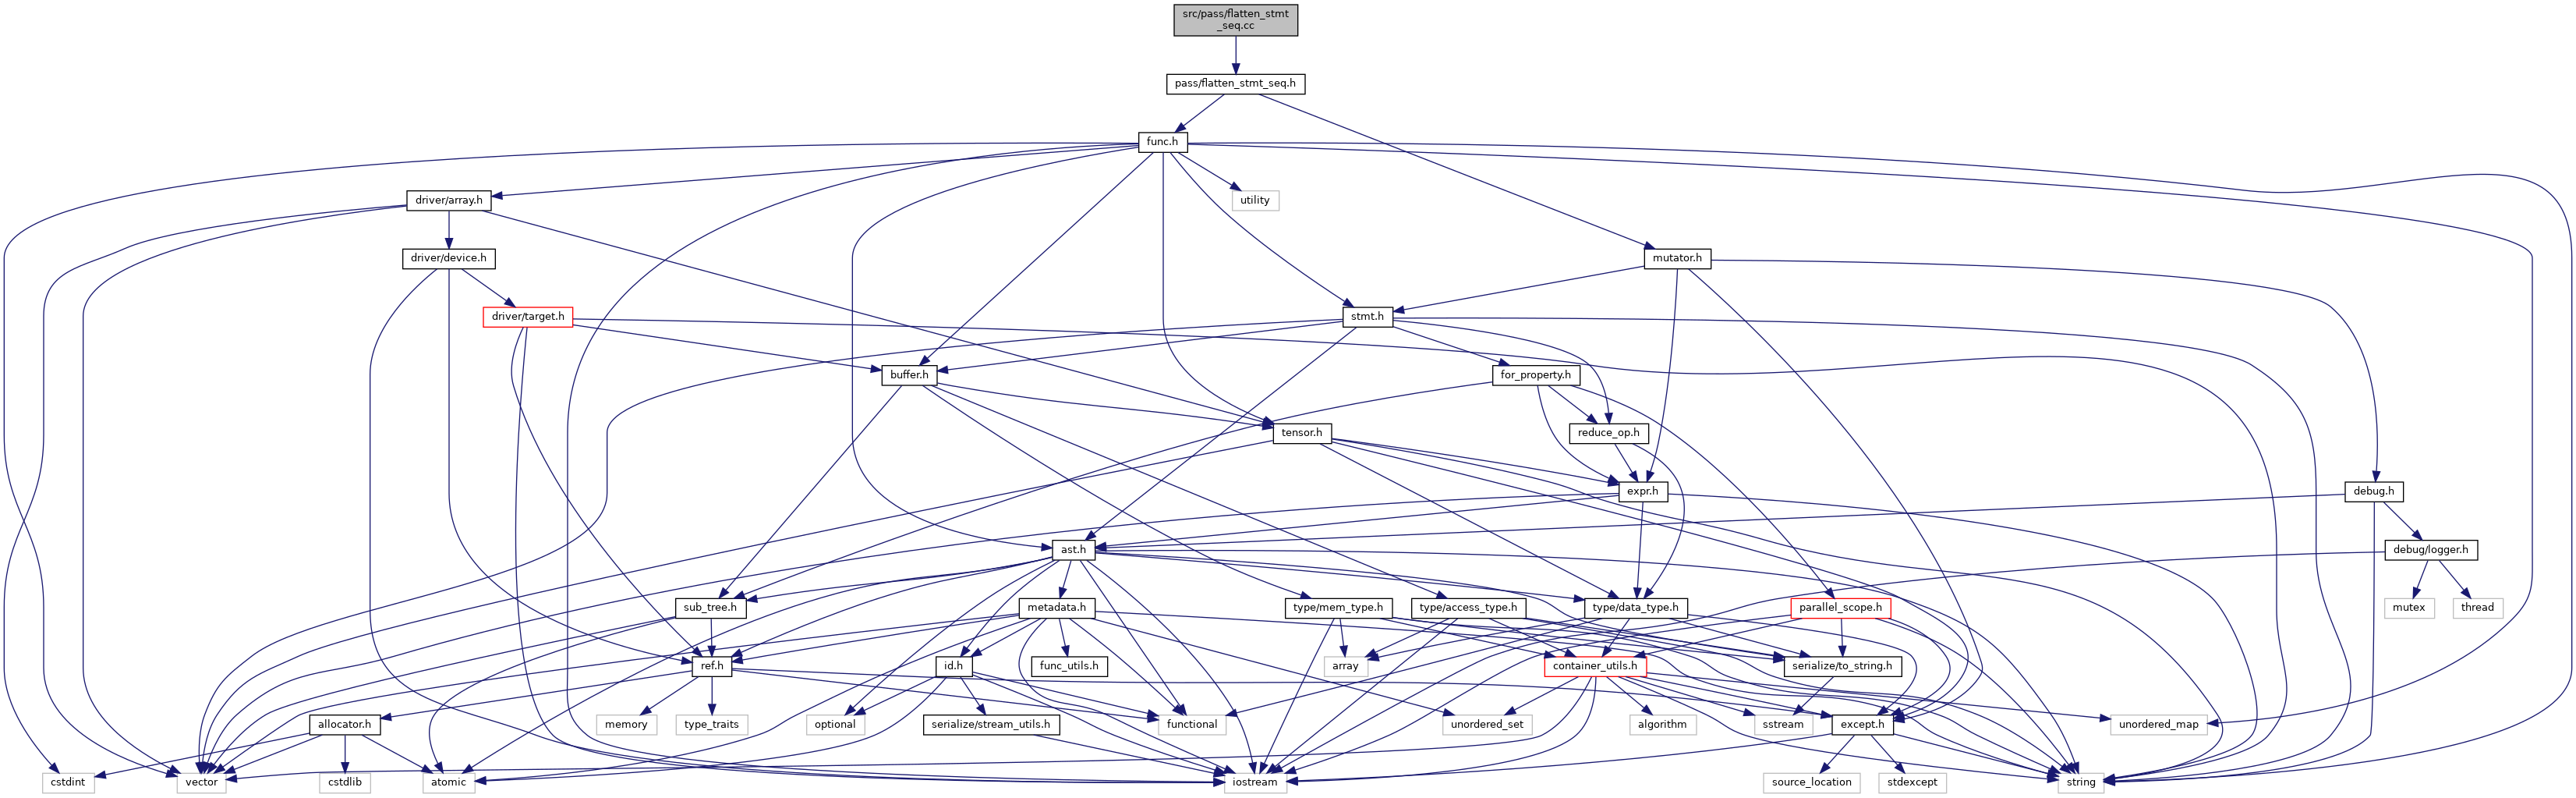 src/pass/flatten_stmt
_seq.cc
pass/flatten_stmt_seq.h
func.h
driver/array.h
utility
driver/device.h
mutator.h
driver/target.h
stmt.h
buffer.h
for_property.h
tensor.h
reduce_op.h
expr.h
debug.h
ast.h
debug/logger.h
sub_tree.h
metadata.h
type/mem_type.h
type/access_type.h
type/data_type.h
parallel_scope.h
mutex
thread
ref.h
id.h
func_utils.h
array
container_utils.h
serialize/to_string.h
allocator.h
memory
type_traits
optional
serialize/stream_utils.h
functional
unordered_set
algorithm
sstream
except.h
unordered_map
cstdint
vector
cstdlib
atomic
iostream
source_location
stdexcept
string